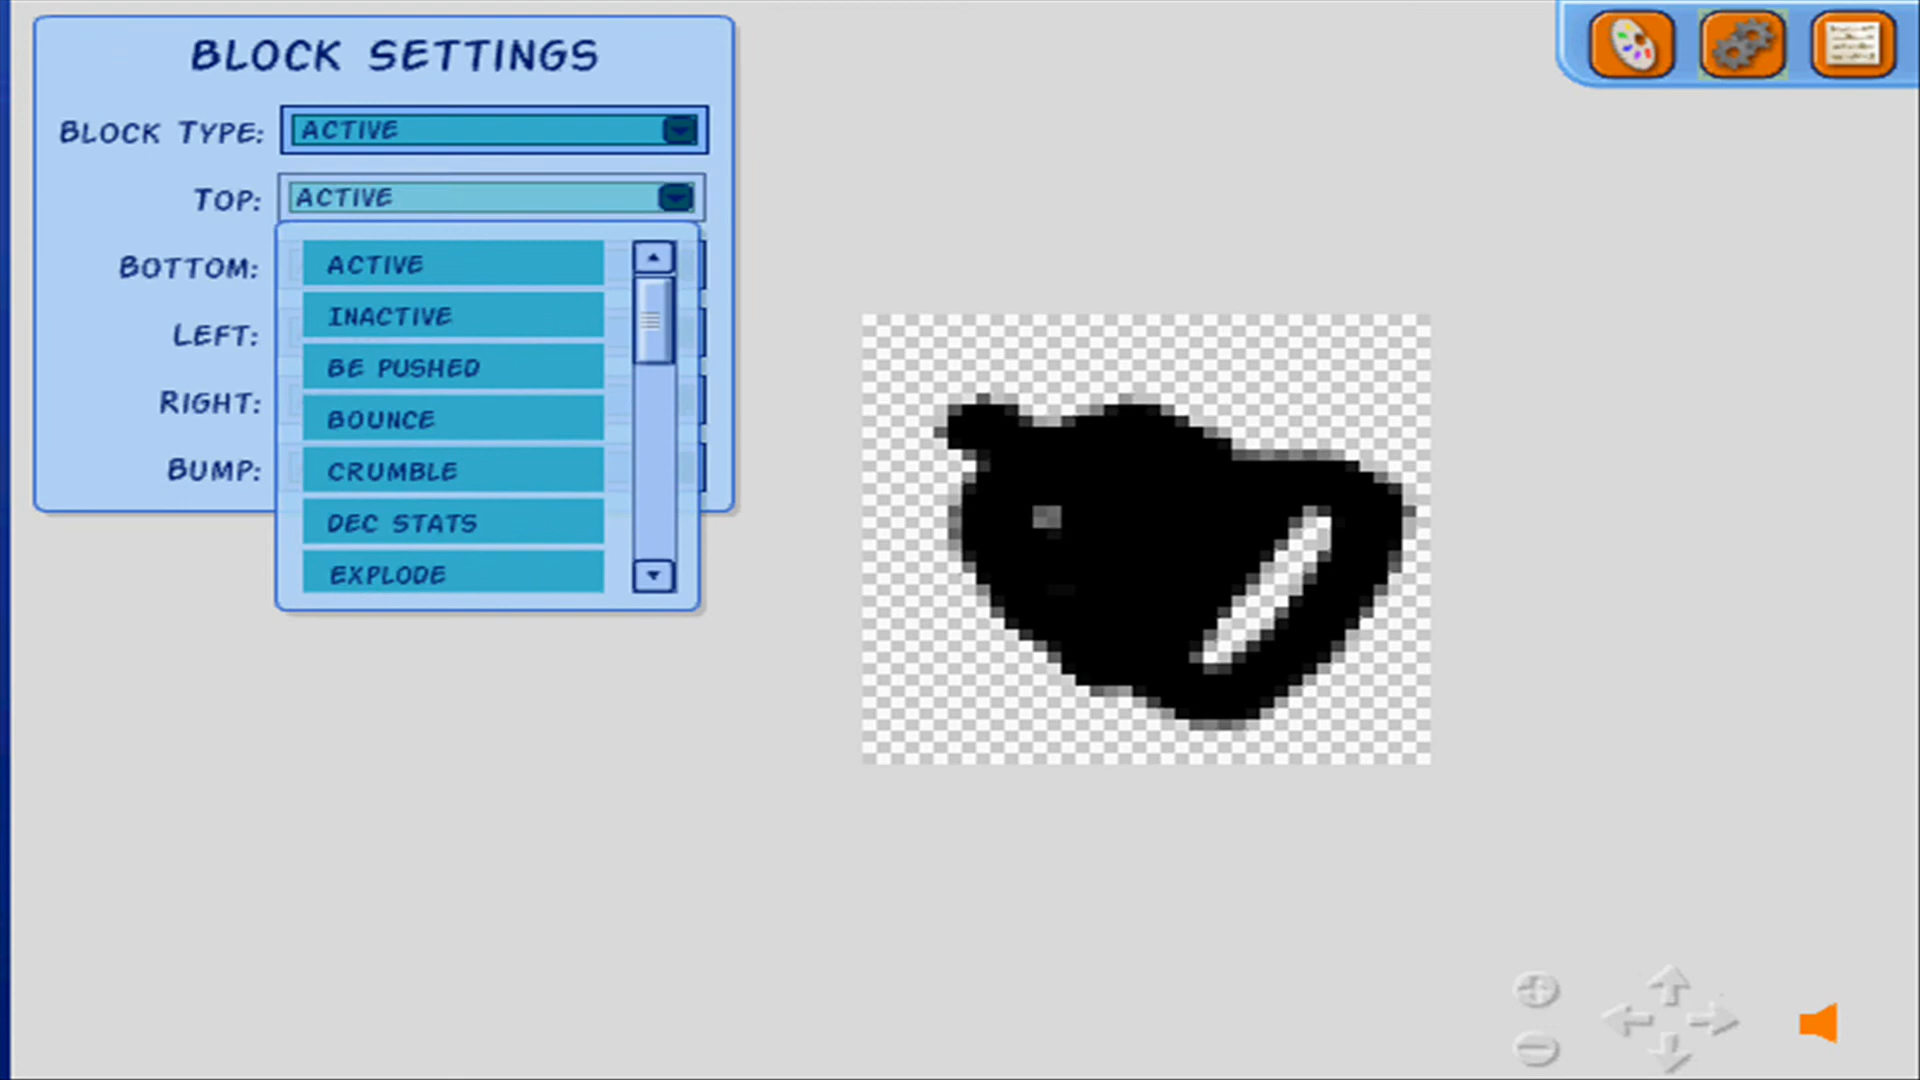 BLOCK SETTINGS
BLOCK TYPE: ACTIVE
TOP: ACTIVE
BOTTOM: ACTIVE
INACTIVE
LEFT: BE PUSHED
RIGHT: BOUNCE
BUMP: CRUMBLE
DEC STATS
EXPLODE